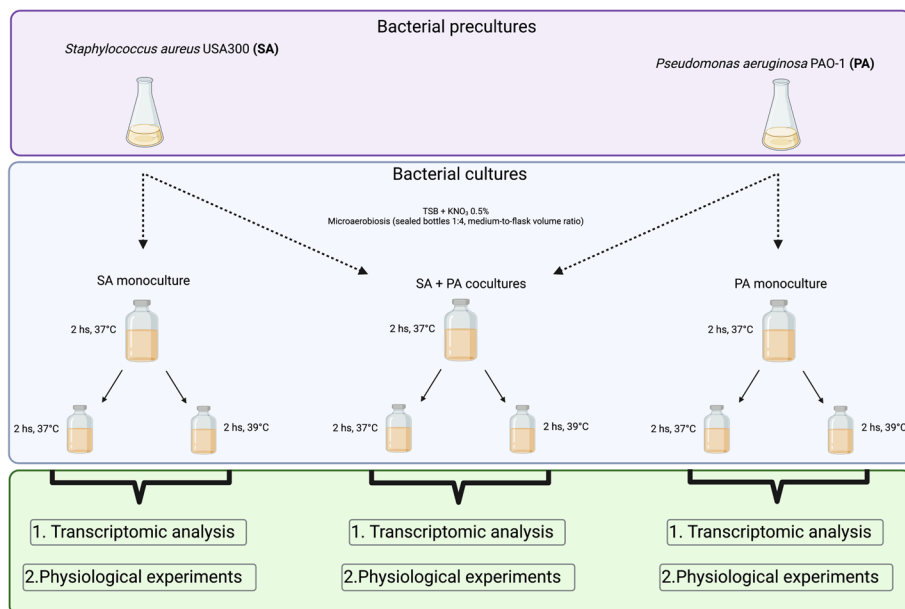 Bacterial precultures
Staphylococcus aureus USA300 (SA)
Pseudomonas aeruginosa PAO-1 (PA)
Bacterial cultures
TSB + KNO₃ 0.5%
Microaerobiosis (sealed bottles 1:4, medium-to-flask volume ratio)
SA monoculture
SA + PA cocultures
PA monoculture
2 hs, 37°C
2 hs, 37°C
2 hs, 37°C
2 hs, 37°C
2 hs, 39°C
2 hs, 37°C
2 hs, 39°C
2 hs, 37°C
2 hs, 39°C
1. Transcriptomic analysis
1. Transcriptomic analysis
1. Transcriptomic analysis
2.Physiological experiments
2.Physiological experiments
2.Physiological experiments